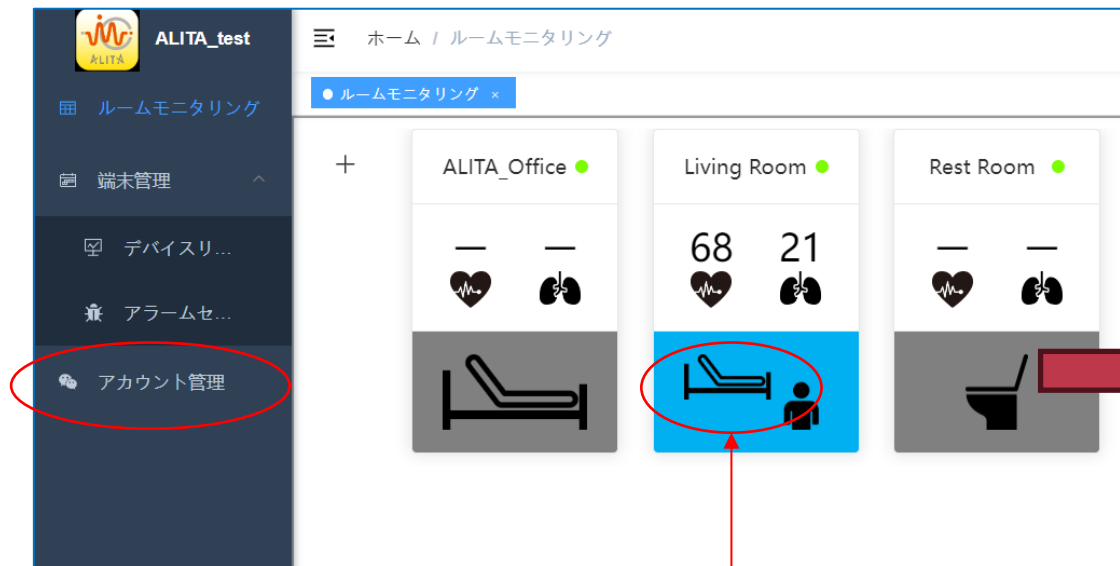 ALITA
ALITA_test
ホーム / ルームモニタリング
ルームモニタリング ×
ルームモニタリング
端末管理
デバイスリ...
アラームセ...
アカウント管理
ALITA_Office
Living Room
Rest Room
— —
68 21
— —